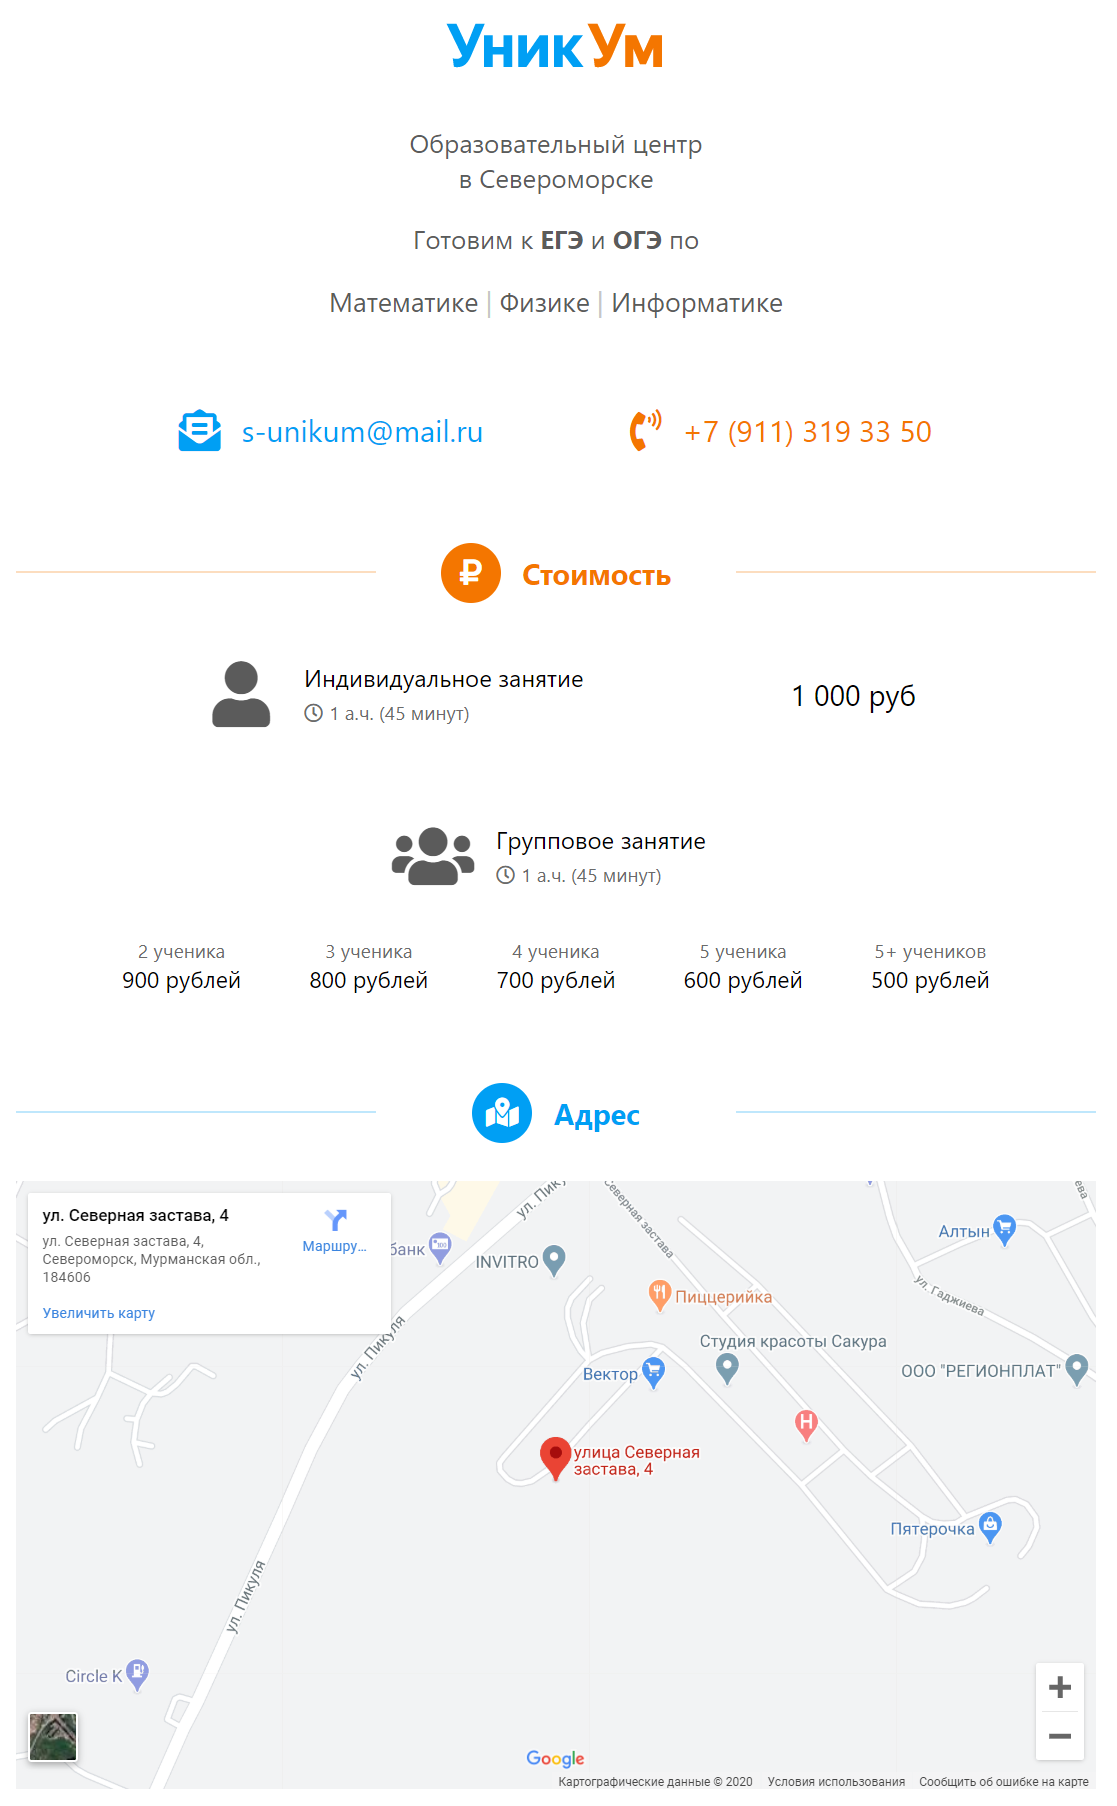 УникУм
Образовательный центр
в Североморске
Готовим к ЕГЭ и ОГЭ по
Математике | Физике | Информатике
s-unikum@mail.ru
+7 (911) 319 33 50
Стоимость
Индивидуальное занятие
1 а.ч. (45 минут)
1 000 руб
Групповое занятие
1 а.ч. (45 минут)
2 ученика
900 рублей
3 ученика
800 рублей
4 ученика
700 рублей
5 ученика
600 рублей
5+ учеников
500 рублей
Адрес
ул. Северная застава, 4
ул. Северная застава, 4,
Североморск, Мурманская обл.,
184606
Маршру...
Увеличить карту
банк
ул. Пику
Северная застава
INVITRO
Пиццерийка
Алтын
ул. Гаджиева
ева
ул. Пикуля
Студия красоты Сакура
Вектор
ООО "РЕГИОНПЛАТ"
H
улица Северная
застава, 4
Пятерочка
ул. Пикуля
Circle K
Google
Картографические данные © 2020
Условия использования
Сообщить об ошибке на карте